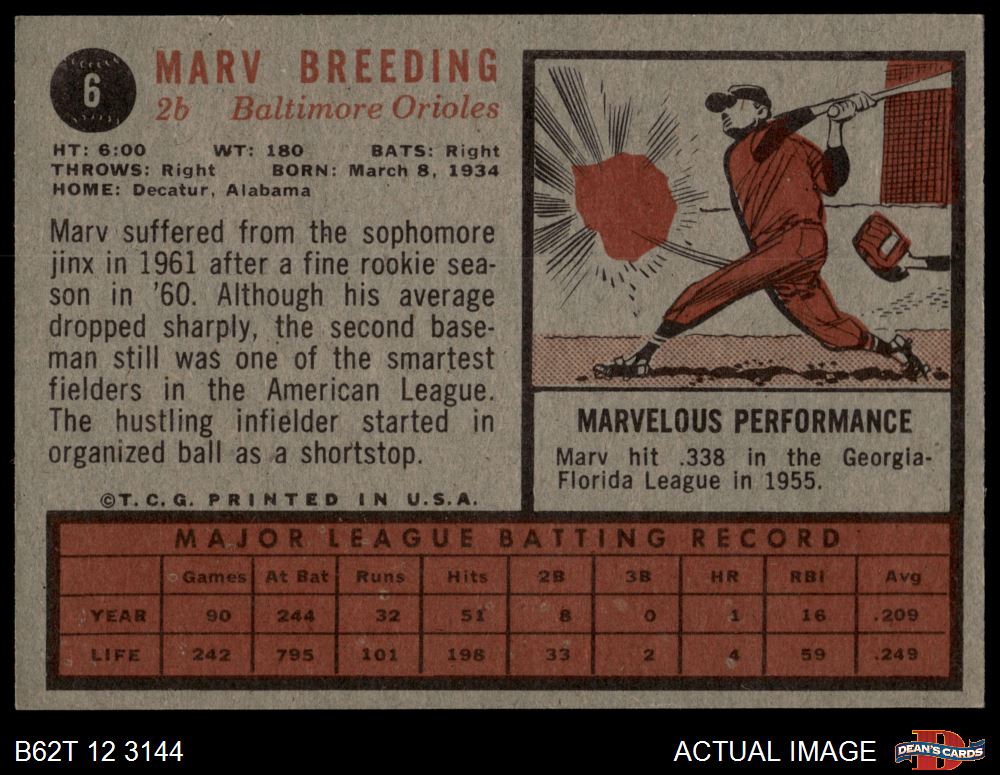 6
MARV BREEDING
2b Baltimore Orioles
HT: 6:00 WT: 180 BATS: Right
THROWS: Right BORN: March 8, 1934
HOME: Decatur, Alabama
Marv suffered from the sophomore
jinx in 1961 after a fine rookie sea-
son in '60. Although his average
dropped sharply, the second base-
man still was one of the smartest
fielders in the American League.
The hustling infielder started in
organized ball as a shortstop.
©T.C.G. PRINTED IN U.S.A.
MARVELOUS PERFORMANCE
Marv hit .338 in the Georgia-
Florida League in 1955.
MAJOR LEAGUE BATTING RECORD
Games At Bat Runs Hits 2B 3B HR RBI Avg
YEAR 90 244 32 51 8 0 1 16 .209
LIFE 242 795 101 198 33 2 4 59 .249
B62T 12 3144
ACTUAL IMAGE
DEAN'S CARDS